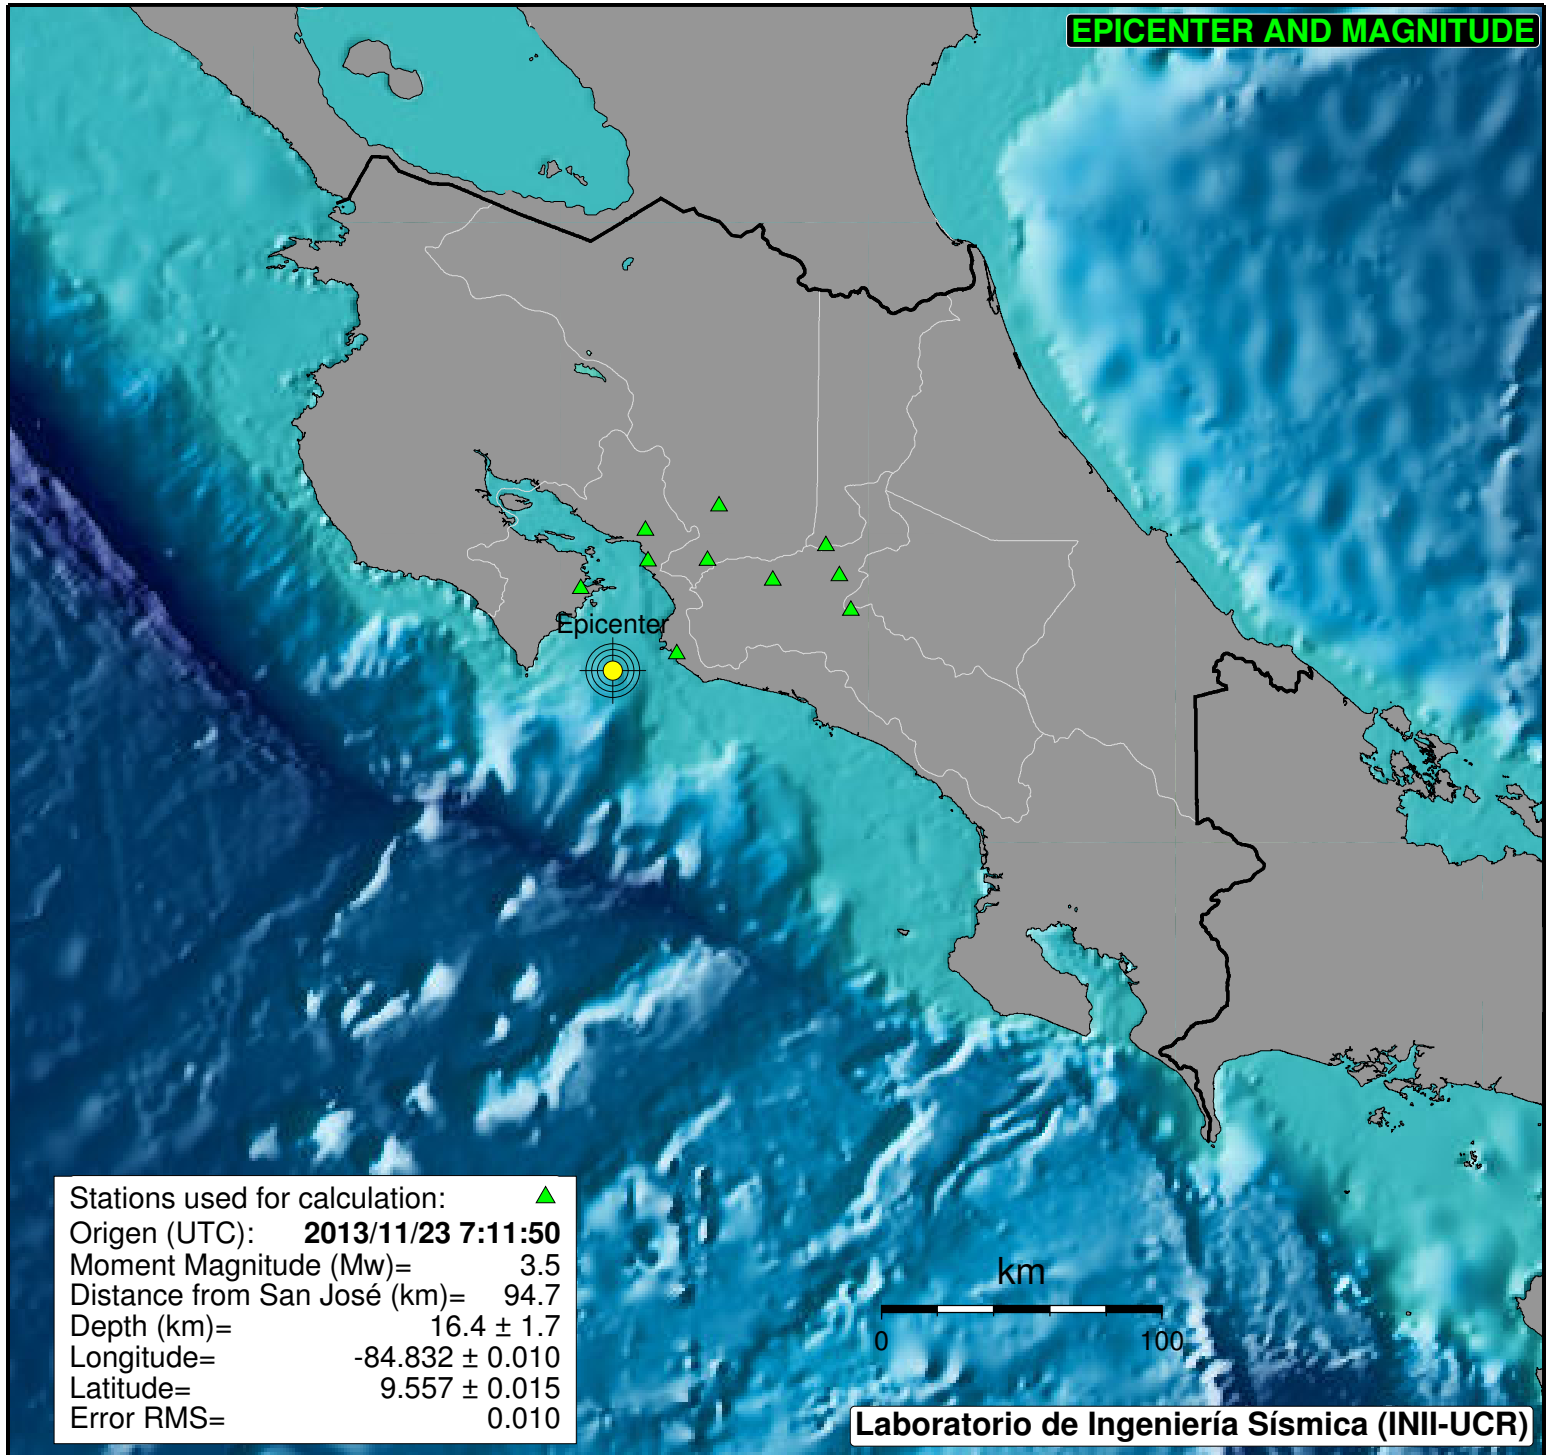 EPICENTER AND MAGNITUDE
Epicenter
Stations used for calculation:
Origen (UTC): 2013/11/23 7:11:50
Moment Magnitude (Mw)= 3.5
Distance from San José (km)= 94.7
Depth (km)= 16.4 ± 1.7
Longitude= -84.832 ± 0.010
Latitude= 9.557 ± 0.015
Error RMS= 0.010
km
0 100
Laboratorio de Ingeniería Sísmica (INII-UCR)